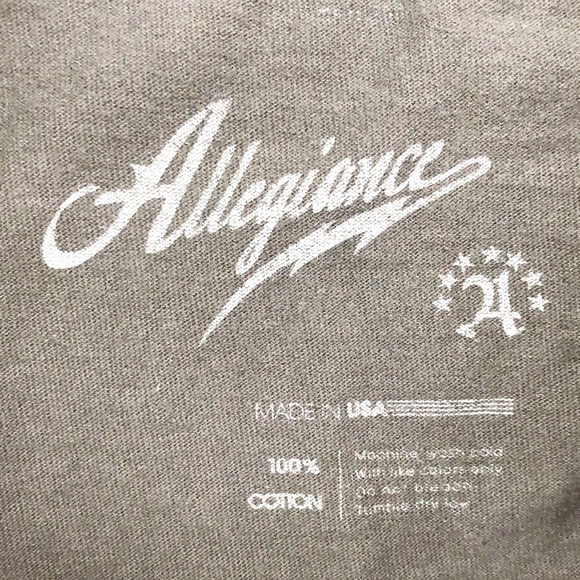 Allegiance
A
MADE IN USA
100%
COTTON
Machine wash cold
With like colors only
Do not bleach
Tumble dry low